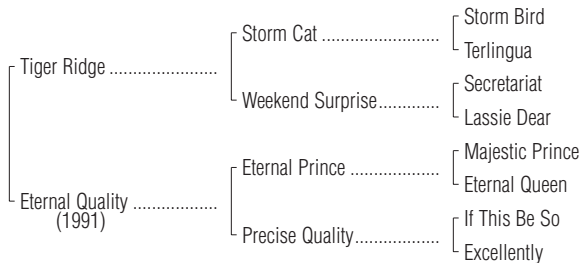 Storm Bird
Storm Cat ..........................
Terlingua
Tiger Ridge ........................
Secretariat
Weekend Surprise.............
Lassie Dear
Majestic Prince
Eternal Prince ...................
Eternal Queen
Eternal Quality ..................
(1991)
If This Be So
Precise Quality..................
Excellently